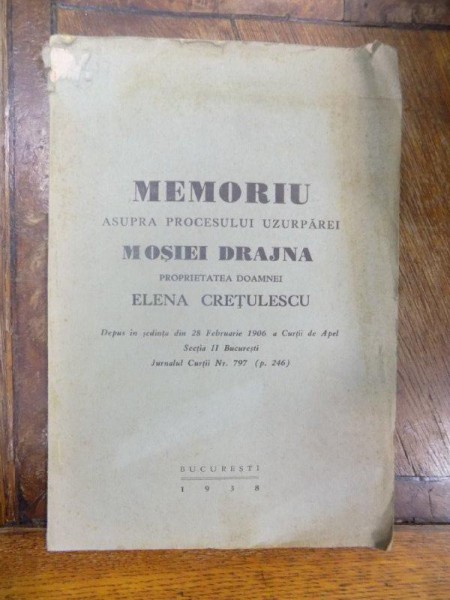 MEMORIU
ASUPRA PROCESULUI UZURPĂREI
MOȘIEI DRAJNA
PROPRIETATEA DOAMNEI
ELENA CREȚULESCU
Depus în ședința din 28 Februarie 1906 a Curții de Apel
Secția II București
Jurnalul Curții Nr. 797 (p. 246)
BUCUREȘTI
1938